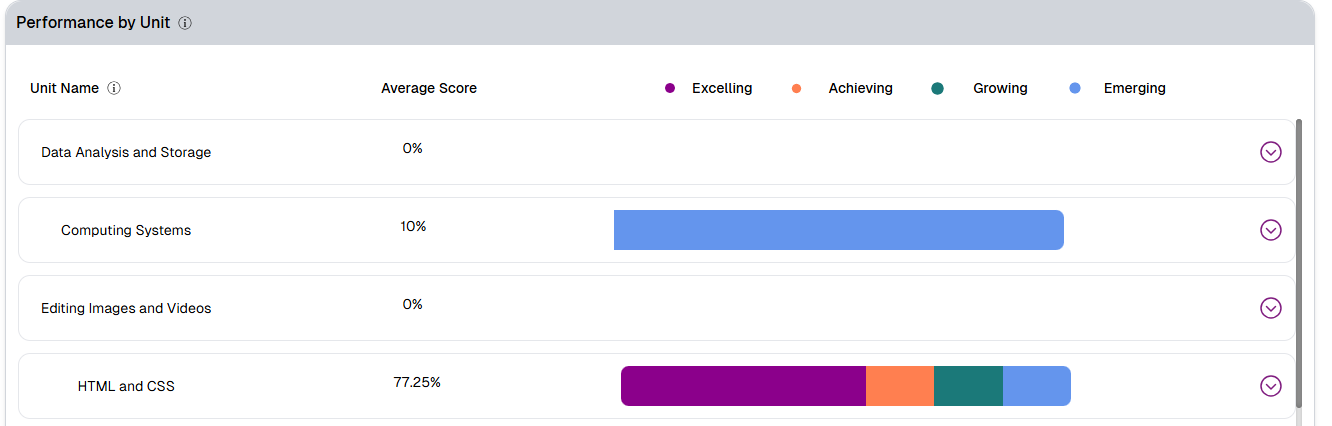 Performance by Unit
Unit Name Average Score Excelling Achieving Growing Emerging
Data Analysis and Storage 0%
Computing Systems 10%
Editing Images and Videos 0%
HTML and CSS 77.25%